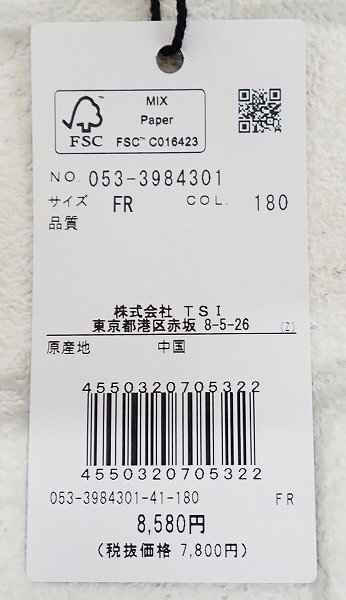 MIX
Paper
FSC
FSC™ C016423
NO. 053-3984301
サイズ FR COL. 180
品質
株式会社 TSI
東京都港区赤坂 8-5-26 (Z)
原産地 中国
4550320705322
4550320705322
053-3984301-41-180 FR
8,580円
(税抜価格 7,800円)